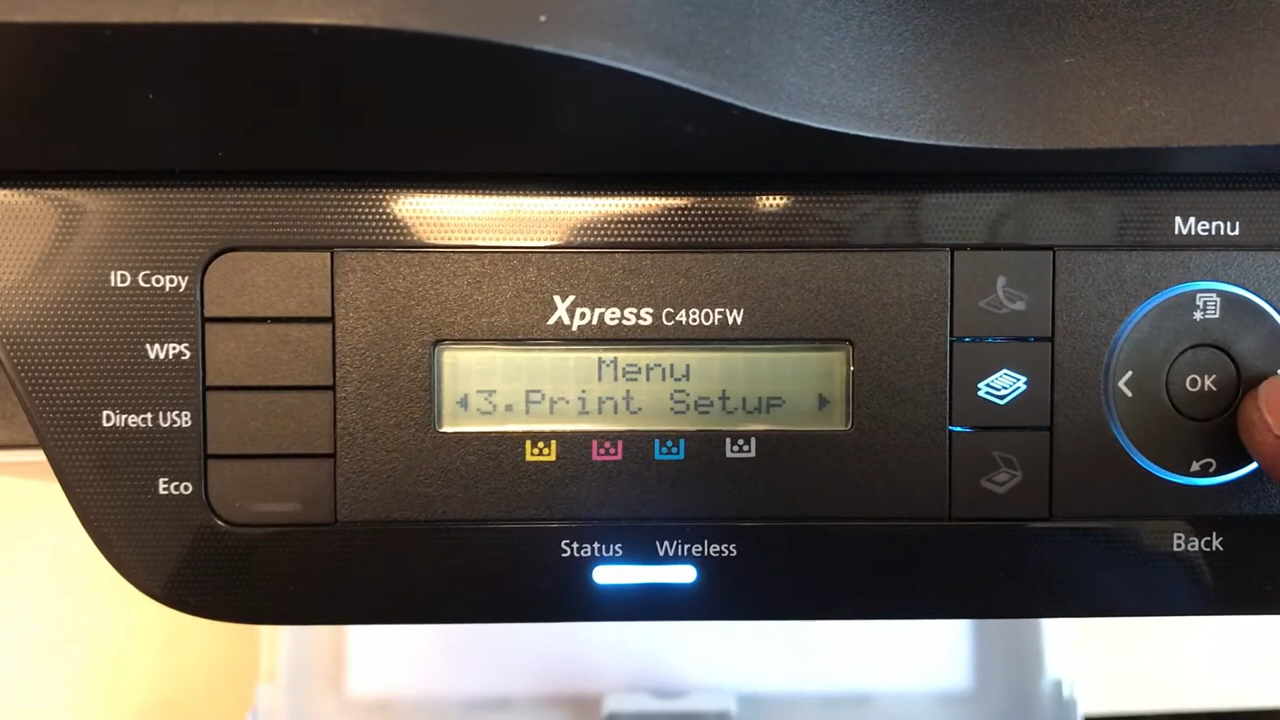 Menu
ID Copy
WPS
Direct USB
Eco
Xpress C480FW
Menu
3.Print Setup
OK
Status Wireless
Back